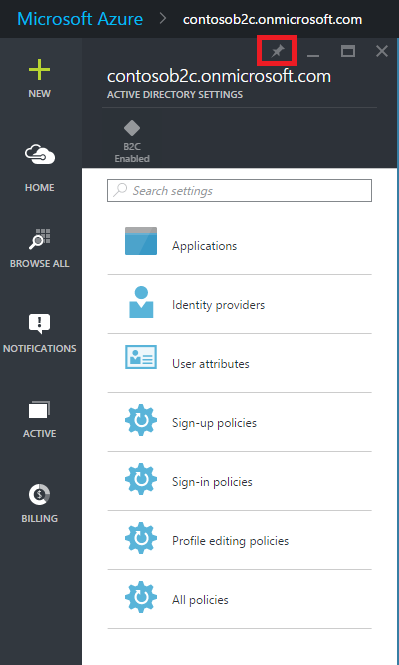 Microsoft Azure > contosob2c.onmicrosoft.com
contosob2c.onmicrosoft.com
ACTIVE DIRECTORY SETTINGS
B2C
Enabled
Search settings
Applications
Identity providers
User attributes
Sign-up policies
Sign-in policies
Profile editing policies
All policies
NEW
HOME
BROWSE ALL
NOTIFICATIONS
ACTIVE
BILLING